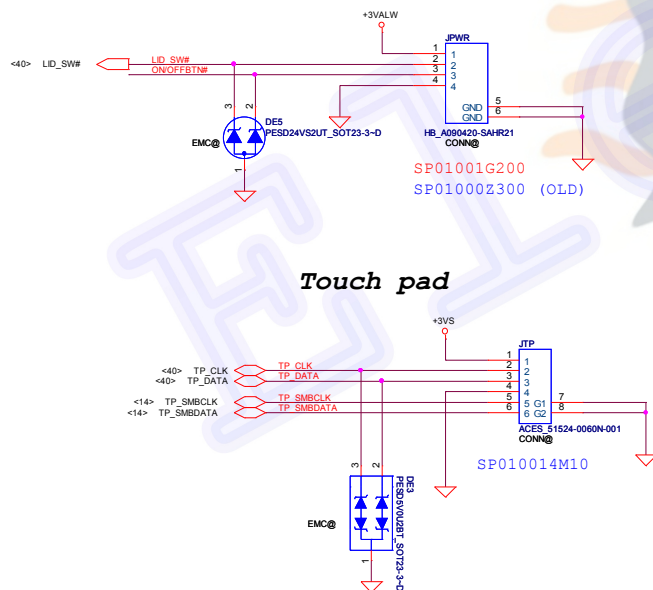 +3VALW
JPWR
<40> LID_SW#
LID_SW#
ON/OFFBTN#
1 1
2 2
3 3
4 4
GND 5
GND 6
3 2
DE5
PESD24VS2UT_SOT23-3~D
EMC@
1
HB_A090420-SAHR21
CONN@
SP01001G200
SP01000Z300 (OLD)
Touch pad
+3VS
JTP
<40> TP_CLK TP_CLK
<40> TP_DATA TP_DATA
<14> TP_SMBCLK TP_SMBCLK
<14> TP_SMBDATA TP_SMBDATA
1 1
2 2
3 3
4 4
5 5 G1 7
6 6 G2 8
ACES_51524-0060N-001
CONN@
SP010014M10
3 2
DE3
PESD5V0U2BT_SOT23-3~D
EMC@
1